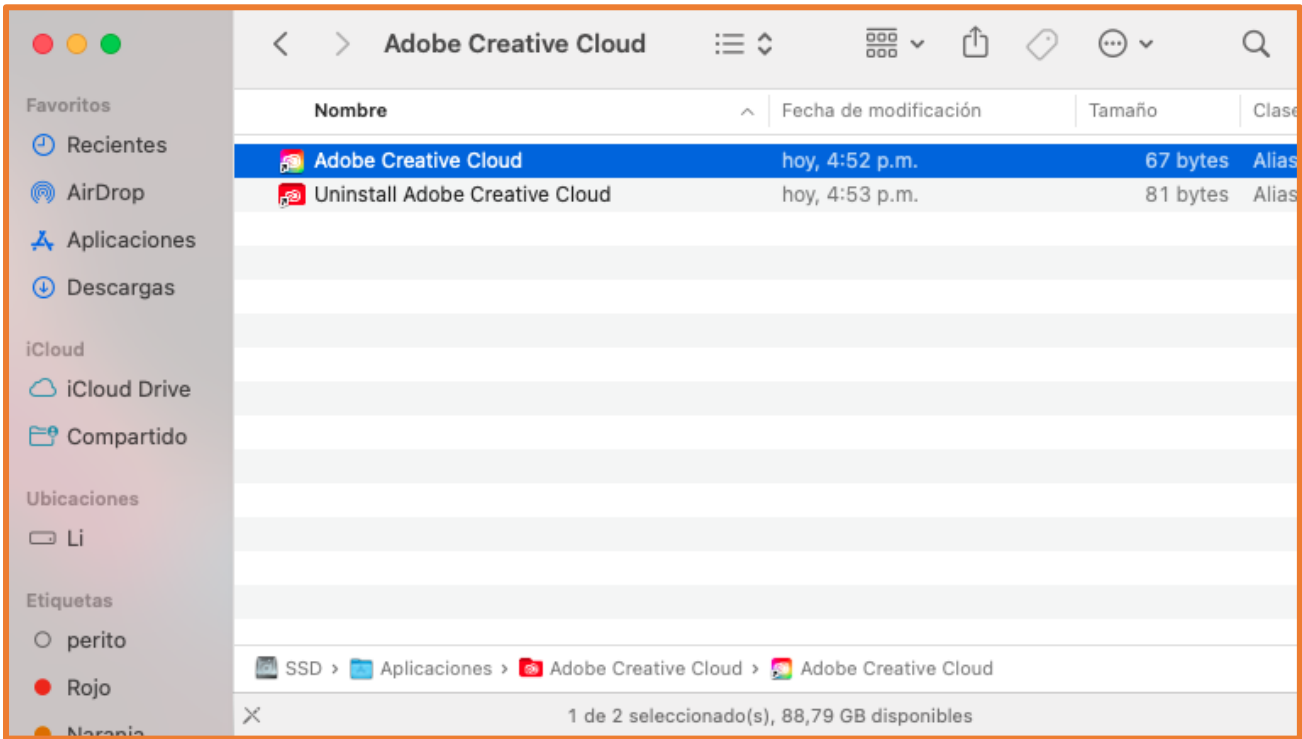 Adobe Creative Cloud
Favoritos
Recientes
AirDrop
Aplicaciones
Descargas
iCloud
iCloud Drive
Compartido
Ubicaciones
Li
Etiquetas
perito
Rojo
Naranja
Nombre Fecha de modificación Tamaño Clase
Adobe Creative Cloud hoy, 4:52 p.m. 67 bytes Alias
Uninstall Adobe Creative Cloud hoy, 4:53 p.m. 81 bytes Alias
SSD › Aplicaciones › Adobe Creative Cloud › Adobe Creative Cloud
1 de 2 seleccionado(s), 88,79 GB disponibles